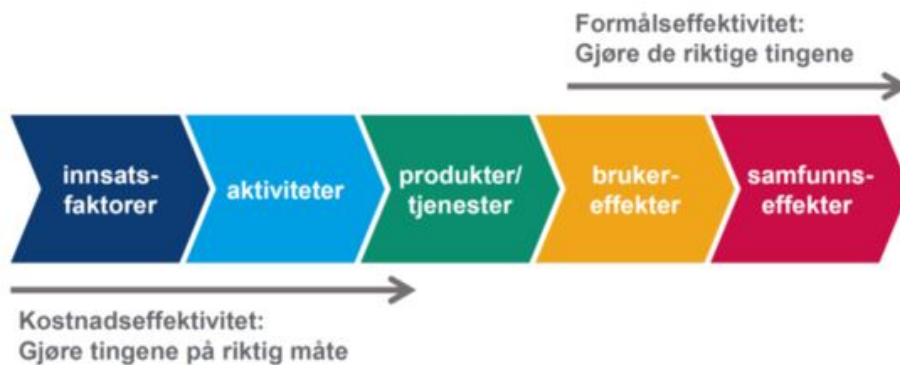 Formålseffektivitet:
Gjøre de riktige tingene
innsats-
faktorer
aktiviteter
produkter/
tjenester
bruker-
effekter
samfunns-
effekter
Kostnadseffektivitet:
Gjøre tingene på riktig måte